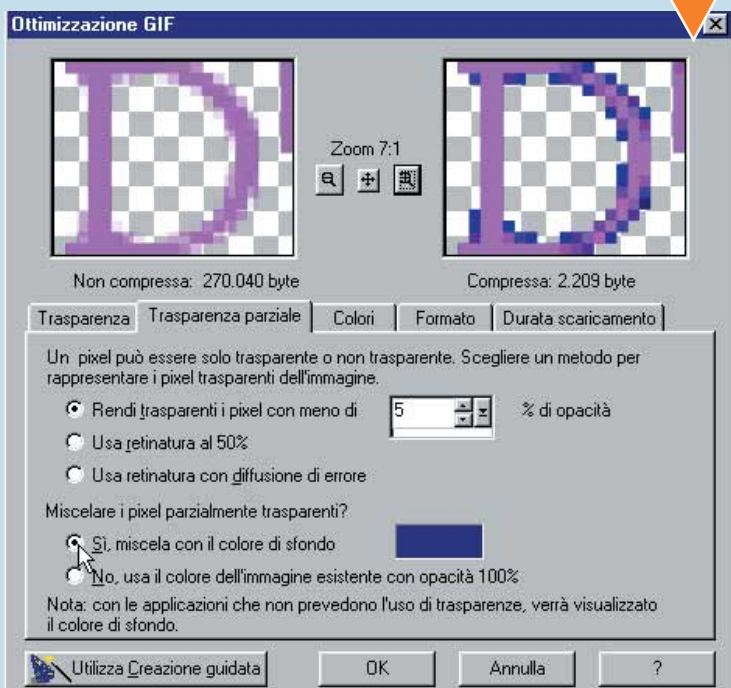 Ottimizzazione GIF
Zoom 7:1
Non compressa: 270.040 byte
Compressa: 2.209 byte
Trasparenza
Trasparenza parziale
Colori
Formato
Durata scaricamento
Un pixel può essere solo trasparente o non trasparente. Scegliere un metodo per
rappresentare i pixel trasparenti dell'immagine.
Rendi trasparenti i pixel con meno di 5 % di opacità
Usa retinatura al 50%
Usa retinatura con diffusione di errore
Miscelare i pixel parzialmente trasparenti?
Sì, miscela con il colore di sfondo
No, usa il colore dell'immagine esistente con opacità 100%
Nota: con le applicazioni che non prevedono l'uso di trasparenze, verrà visualizzato
il colore di sfondo.
Utilizza Creazione guidata
OK
Annulla
?